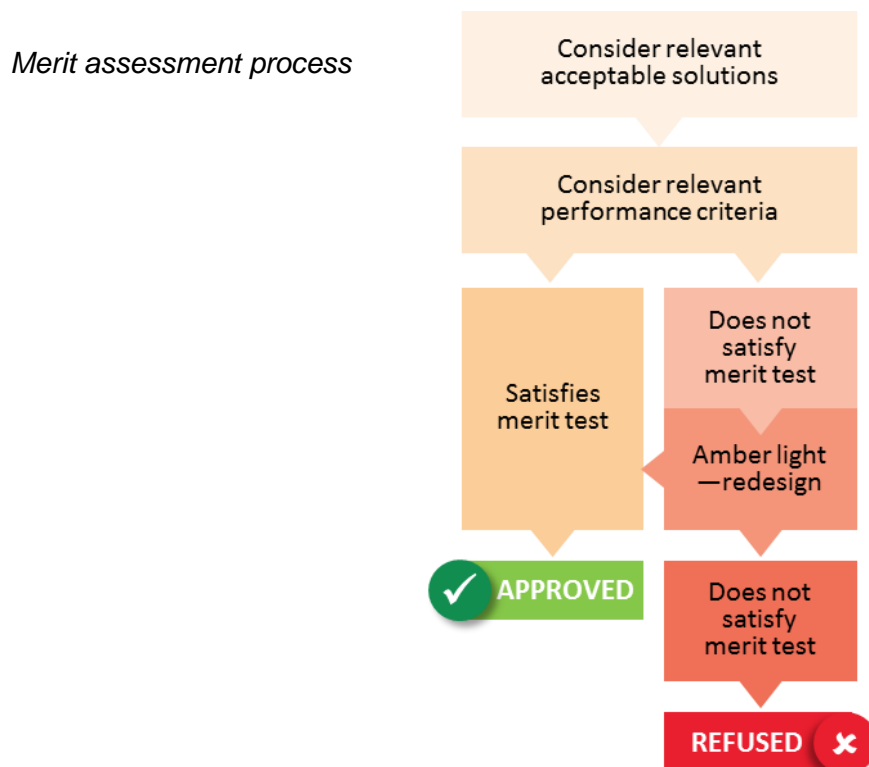 Merit assessment process
Consider relevant
acceptable solutions
Consider relevant
performance criteria
Satisfies
merit test
Does not
satisfy
merit test
Amber light
—redesign
APPROVED
Does not
satisfy
merit test
REFUSED